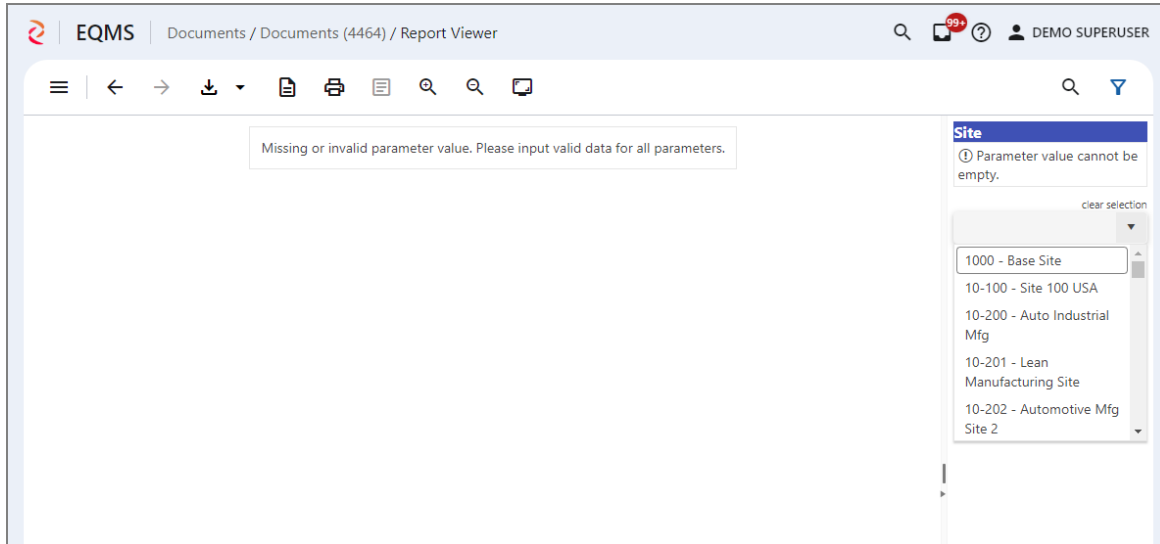 EQMS Documents / Documents (4464) / Report Viewer 99+ DEMO SUPERUSER
Missing or invalid parameter value. Please input valid data for all parameters.
Site
Parameter value cannot be
empty.
clear selection
1000 - Base Site
10-100 - Site 100 USA
10-200 - Auto Industrial
Mfg
10-201 - Lean
Manufacturing Site
10-202 - Automotive Mfg
Site 2